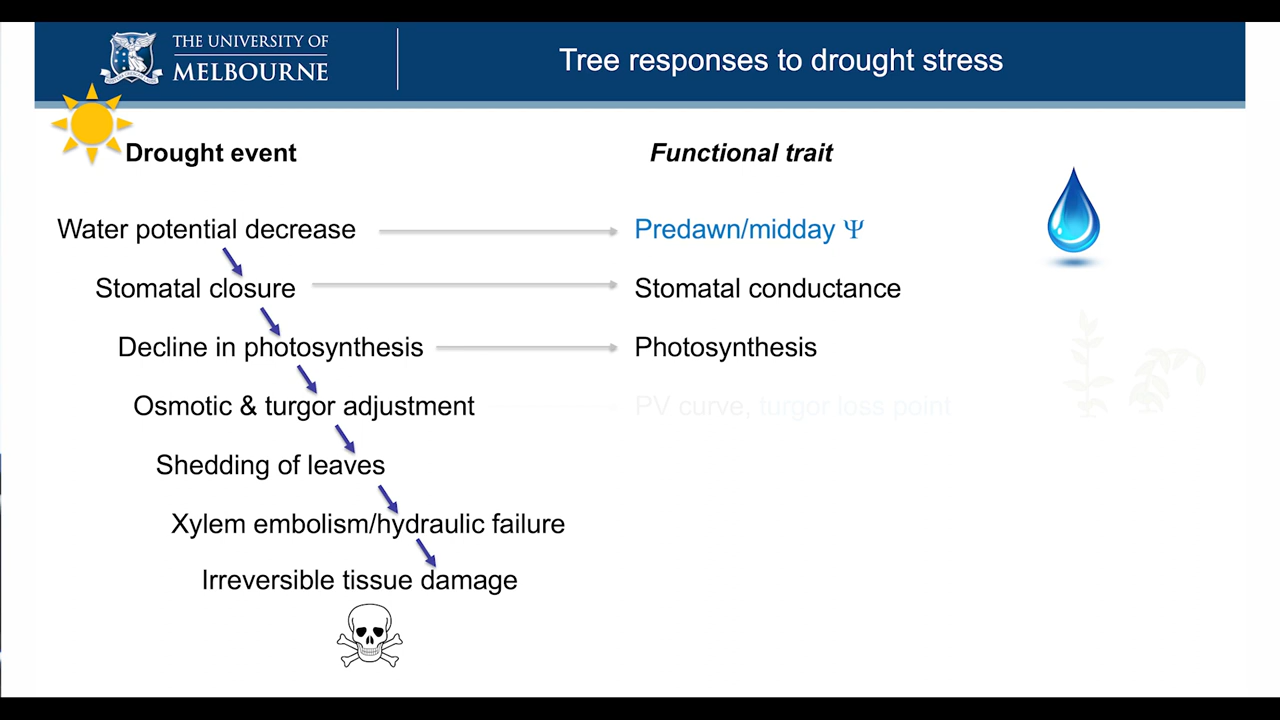 THE UNIVERSITY OF
MELBOURNE
Tree responses to drought stress
Drought event
Functional trait
Water potential decrease
Predawn/midday Ψ
Stomatal closure
Stomatal conductance
Decline in photosynthesis
Photosynthesis
Osmotic & turgor adjustment
PV curve, turgor loss point
Shedding of leaves
Xylem embolism/hydraulic failure
Irreversible tissue damage